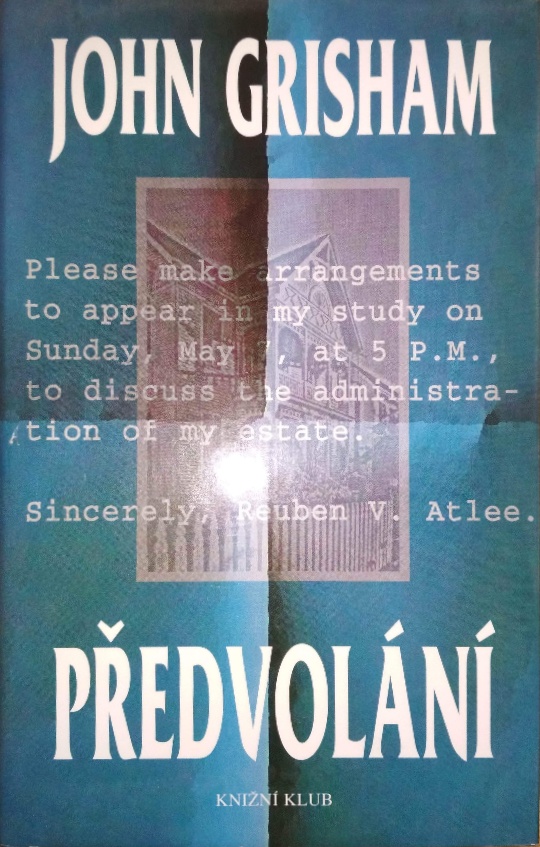 JOHN GRISHAM
Please make arrangements
to appear in my study on
Sunday, May 7, at 5 P.M.,
to discuss the administra-
tion of my estate.
Sincerely, Reuben V. Atlee.
PŘEDVOLÁNÍ
KNIŽNÍ KLUB